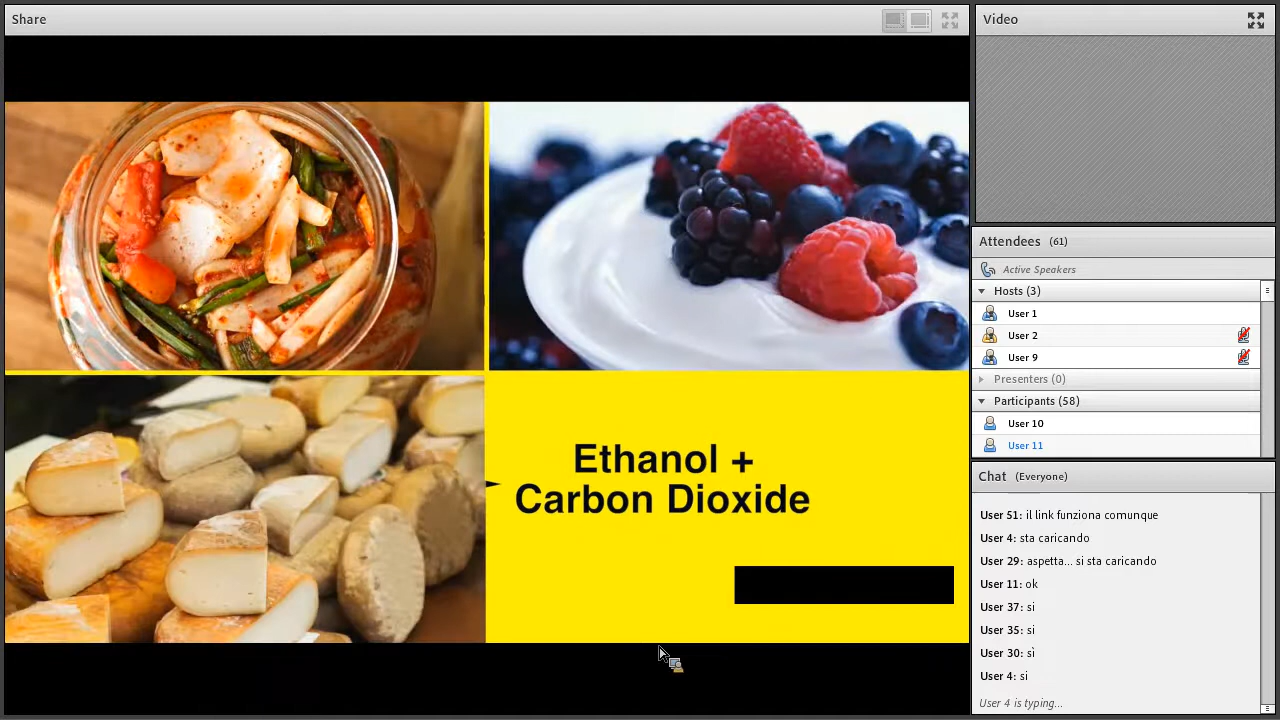 Share
Ethanol +
Carbon Dioxide
Video
Attendees (61)
Active Speakers
Hosts (3)
User 1
User 2
User 9
Presenters (0)
Participants (58)
User 10
User 11
Chat (Everyone)
User 51: il link funziona comunque
User 4: sta caricando
User 29: aspetta... si sta caricando
User 11: ok
User 37: si
User 35: si
User 30: sì
User 4: si
User 4 is typing...